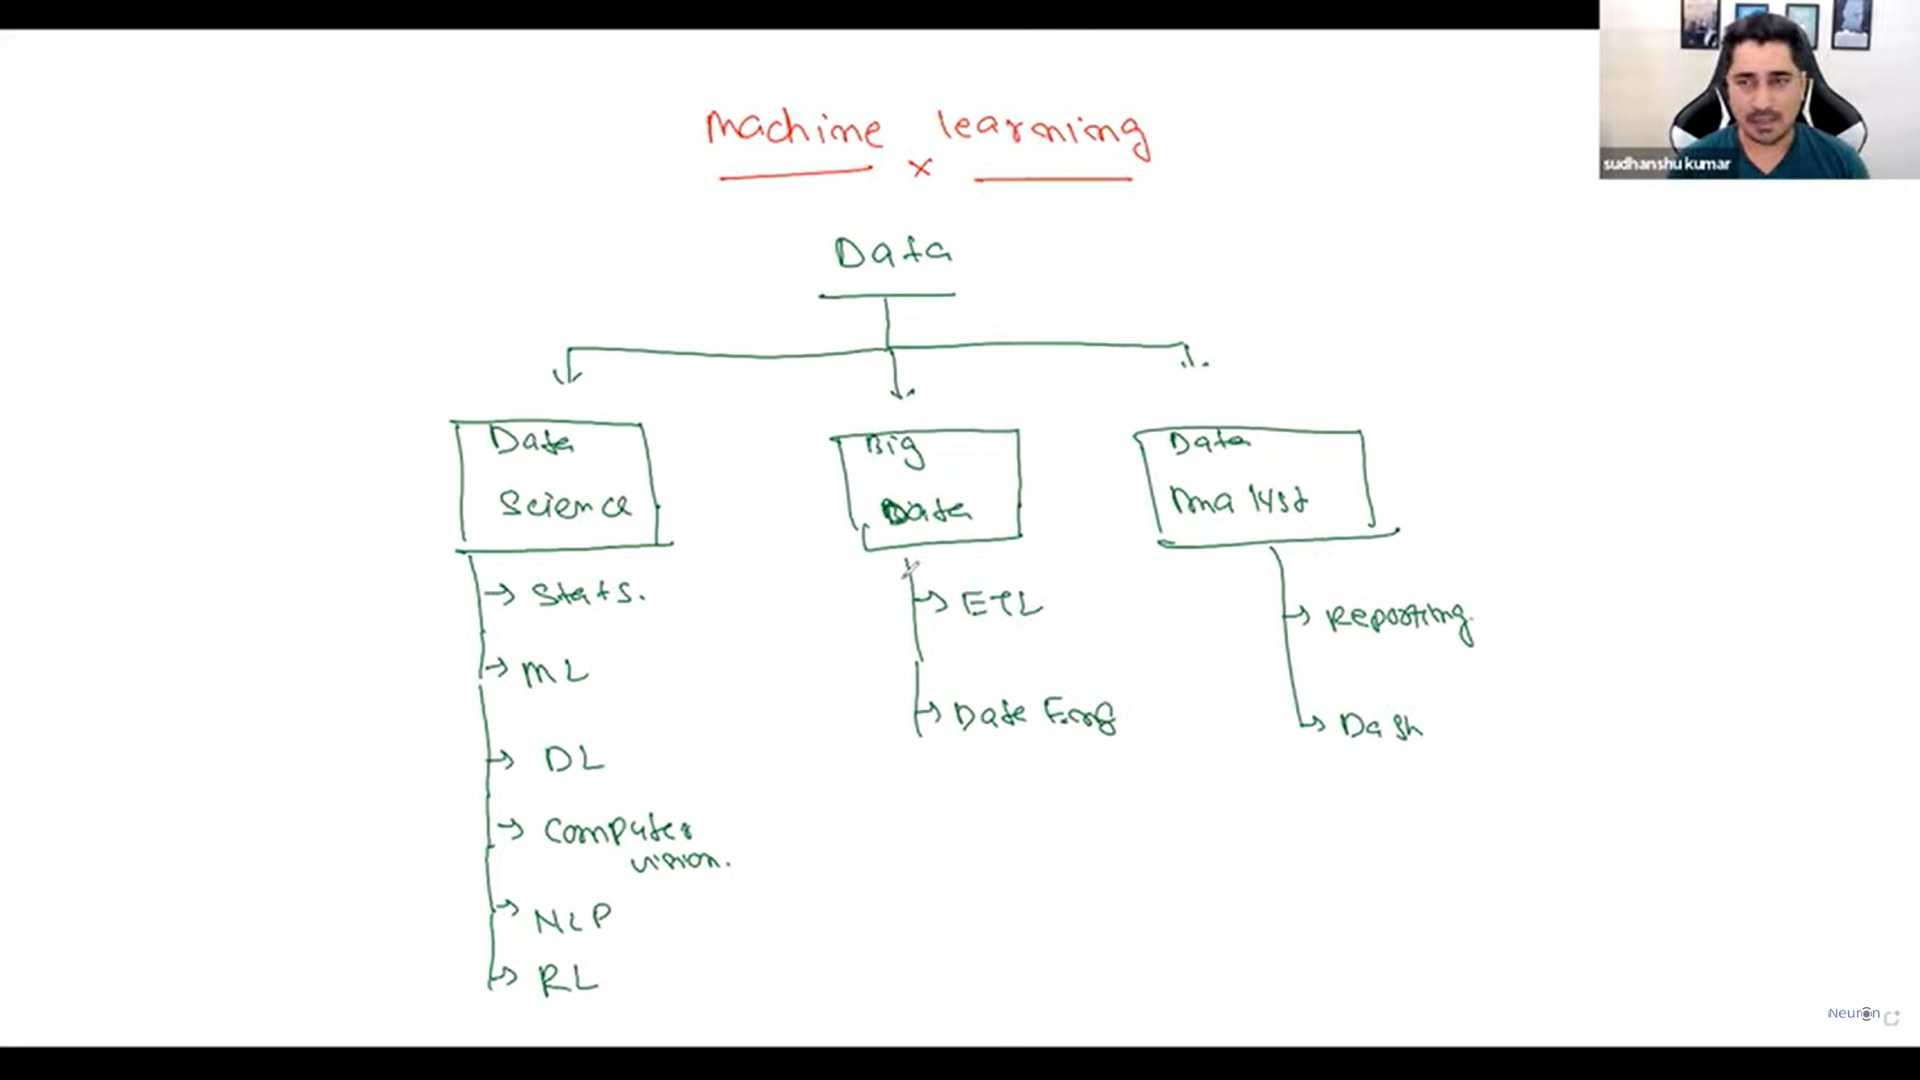 machine learning
sudhanshu kumar
x
Data
Data
Science
Big
Data
Data
Analyst
Stats.
ML
DL
Computer
vision.
NLP
RL
ETL
Data Eng
Reporting.
Dash
iNeuron